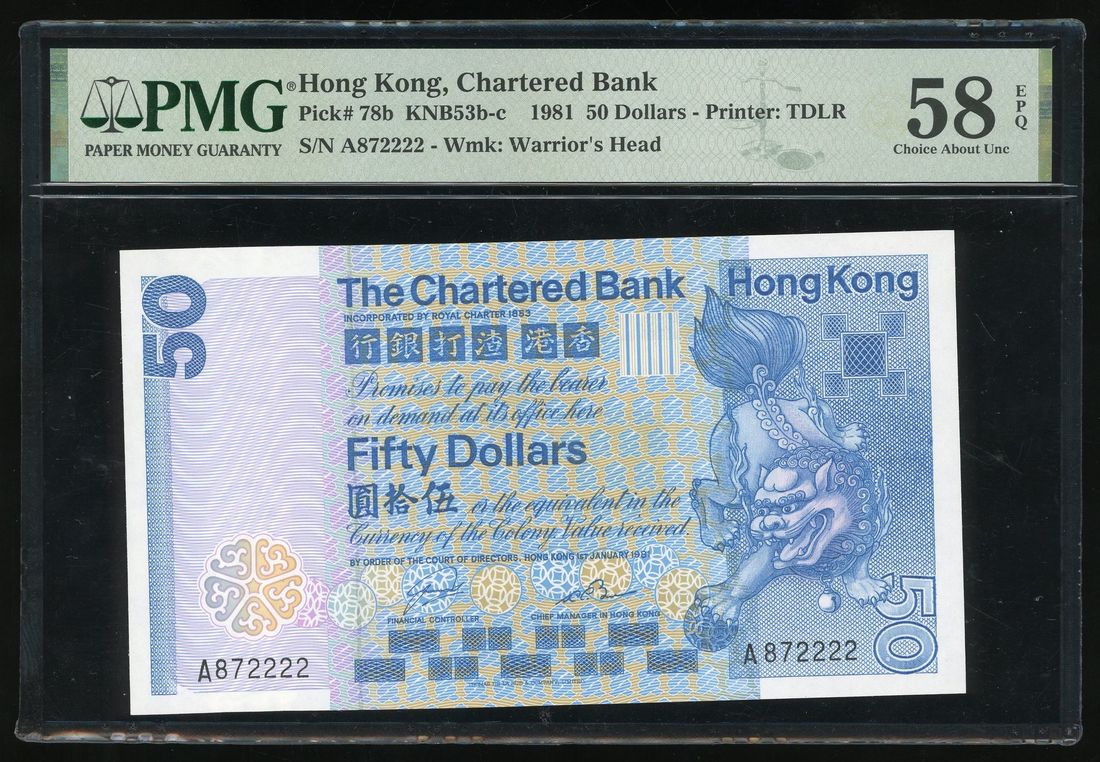 PMG®
PAPER MONEY GUARANTY
Hong Kong, Chartered Bank
Pick# 78b KNB53b-c 1981 50 Dollars - Printer: TDLR
S/N A872222 - Wmk: Warrior's Head
58 EPQ
Choice About Unc
50
The Chartered Bank
INCORPORATED BY ROYAL CHARTER 1853
行銀打渣港香
Promises to pay the bearer
on demand at its office here
Fifty Dollars
圓拾伍 or the equivalent in the
Currency of the Colony Value received.
BY ORDER OF THE COURT OF DIRECTORS, HONG KONG 1ST JANUARY 1981
FINANCIAL CONTROLLER
CHIEF MANAGER IN HONG KONG
A872222
Hong Kong
50
A872222